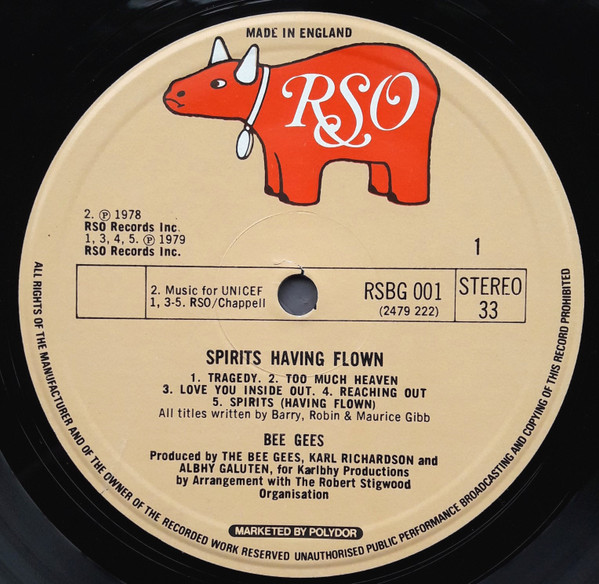 MADE IN ENGLAND
RSO
2. ℗ 1978
RSO Records Inc.
1, 3, 4, 5. ℗ 1979
RSO Records Inc.
1
2. Music for UNICEF
1, 3-5. RSO/Chappell
RSBG 001
(2479 222)
STEREO
33
SPIRITS HAVING FLOWN
1. TRAGEDY. 2. TOO MUCH HEAVEN
3. LOVE YOU INSIDE OUT. 4. REACHING OUT
5. SPIRITS (HAVING FLOWN)
All titles written by Barry, Robin & Maurice Gibb
BEE GEES
Produced by THE BEE GEES, KARL RICHARDSON and
ALBHY GALUTEN, for Karlbhy Productions
by Arrangement with The Robert Stigwood
Organisation
MARKETED BY POLYDOR
ALL RIGHTS OF THE MANUFACTURER AND OF THE OWNER OF THE RECORDED WORK RESERVED UNAUTHORISED PUBLIC PERFORMANCE BROADCASTING AND COPYING OF THIS RECORD PROHIBITED